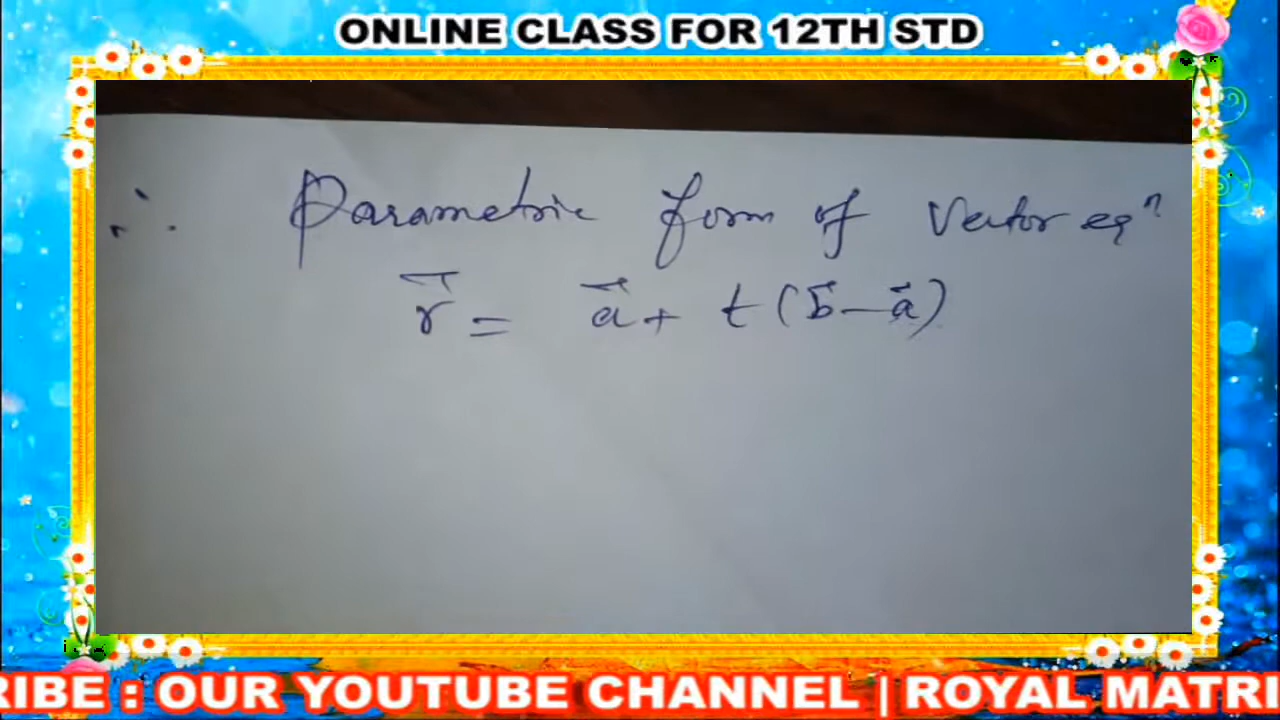 ONLINE CLASS FOR 12TH STD
∴ Parametric form of Vector eqⁿ
r⃗ = a⃗ + t(b⃗ − a⃗)
RIBE : OUR YOUTUBE CHANNEL | ROYAL MATRI